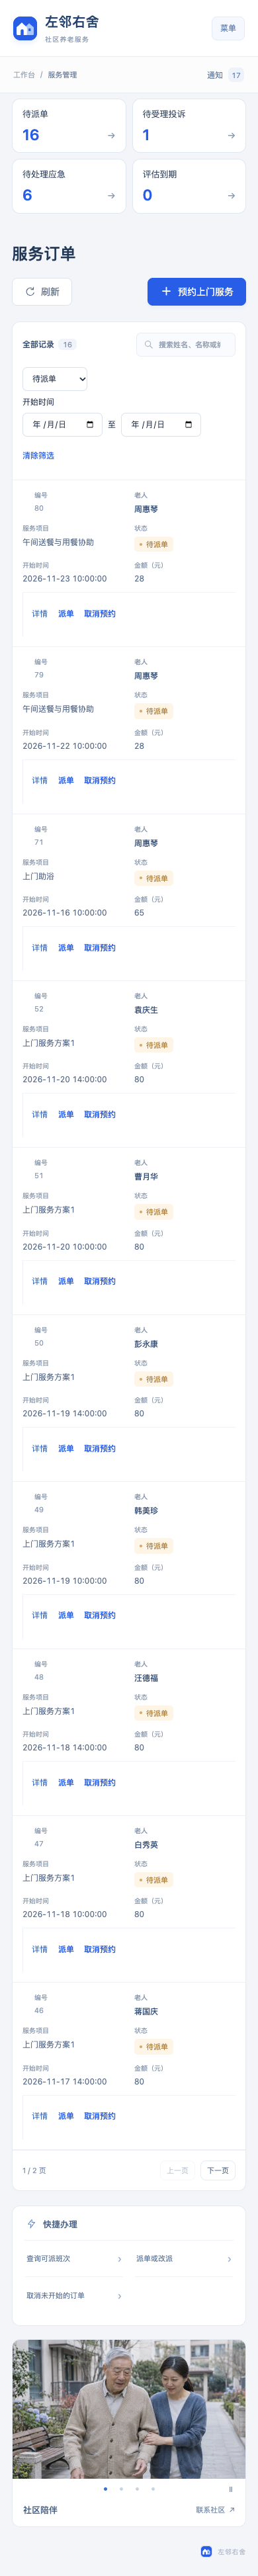 左邻右舍
社区养老服务
菜单
工作台 / 服务管理
通知 17
待派单
16 →
待受理投诉
1 →
待处理应急
6 →
评估到期
0 →
服务订单
刷新
+ 预约上门服务
全部记录 16
搜索姓名、名称或编
待派单
开始时间
年 /月/日 至 年 /月/日
清除筛选
编号 老人
80 周惠琴
服务项目 状态
午间送餐与用餐协助 待派单
开始时间 金额（元）
2026-11-23 10:00:00 28
详情 派单 取消预约
编号 老人
79 周惠琴
服务项目 状态
午间送餐与用餐协助 待派单
开始时间 金额（元）
2026-11-22 10:00:00 28
详情 派单 取消预约
编号 老人
71 周惠琴
服务项目 状态
上门助浴 待派单
开始时间 金额（元）
2026-11-16 10:00:00 65
详情 派单 取消预约
编号 老人
52 袁庆生
服务项目 状态
上门服务方案1 待派单
开始时间 金额（元）
2026-11-20 14:00:00 80
详情 派单 取消预约
编号 老人
51 曹月华
服务项目 状态
上门服务方案1 待派单
开始时间 金额（元）
2026-11-20 10:00:00 80
详情 派单 取消预约
编号 老人
50 彭永康
服务项目 状态
上门服务方案1 待派单
开始时间 金额（元）
2026-11-19 14:00:00 80
详情 派单 取消预约
编号 老人
49 韩美珍
服务项目 状态
上门服务方案1 待派单
开始时间 金额（元）
2026-11-19 10:00:00 80
详情 派单 取消预约
编号 老人
48 汪德福
服务项目 状态
上门服务方案1 待派单
开始时间 金额（元）
2026-11-18 14:00:00 80
详情 派单 取消预约
编号 老人
47 白秀英
服务项目 状态
上门服务方案1 待派单
开始时间 金额（元）
2026-11-18 10:00:00 80
详情 派单 取消预约
编号 老人
46 蒋国庆
服务项目 状态
上门服务方案1 待派单
开始时间 金额（元）
2026-11-17 14:00:00 80
详情 派单 取消预约
1 / 2 页 上一页 下一页
快捷办理
查询可派班次 派单或改派
取消未开始的订单
社区陪伴 联系社区
左邻右舍